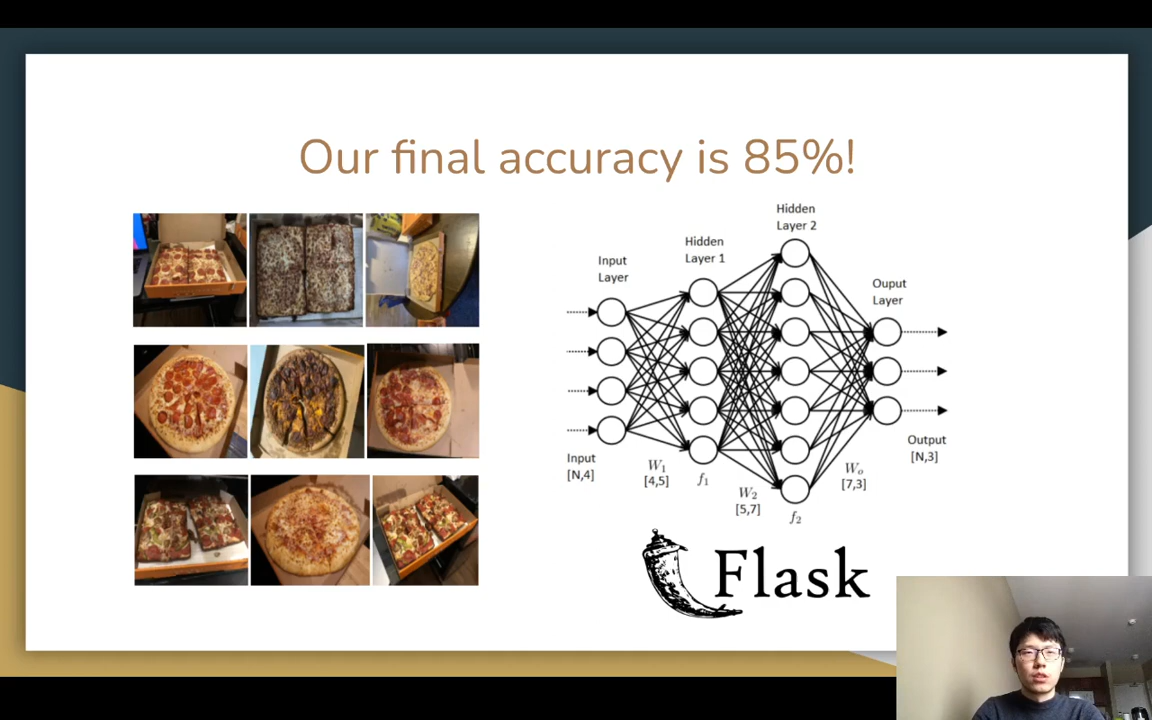 Our final accuracy is 85%!
Hidden
Layer 2
Hidden
Layer 1
Input
Layer
Ouput
Layer
Output
[N,3]
Input
[N,4]
W₁
[4,5]
f₁
W₂
[5,7]
f₂
Wₒ
[7,3]
Flask